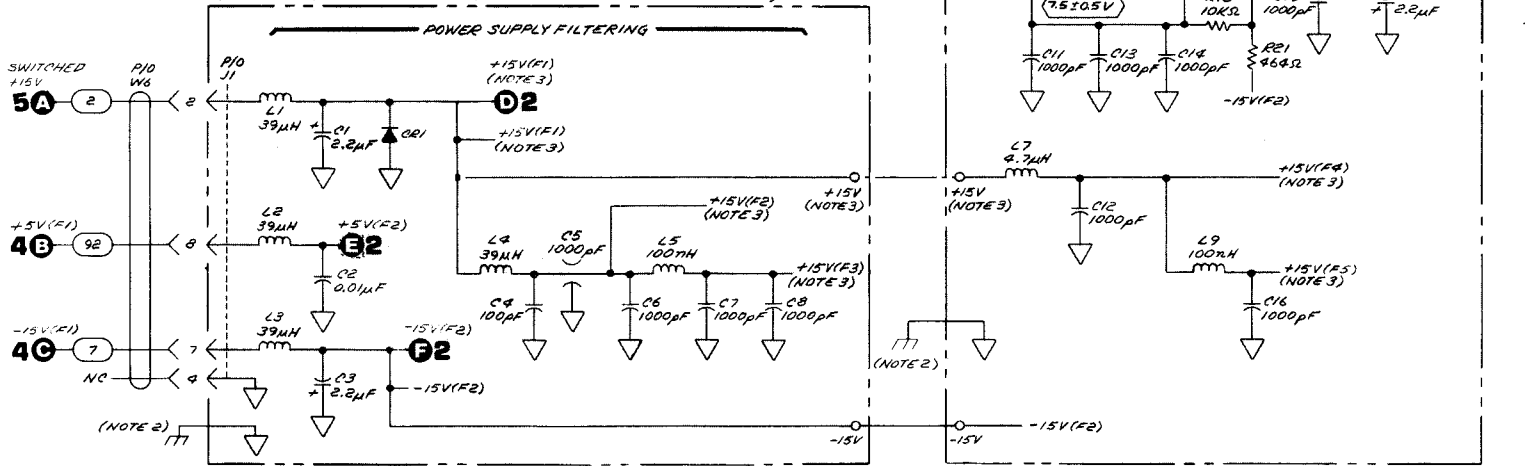 POWER SUPPLY FILTERING
SWITCHED
+15V
5A
2
P/O
W6
2
P/O
J1
L1
39μH
+
C1
2.2μF
CR1
+15V(F1)
(NOTE 3)
D2
+15V(F1)
(NOTE 3)
+15V
(NOTE 3)
+5V(F1)
4B
92
8
L2
39μH
+5V(F2)
E2
C2
0.01μF
+15V(F2)
(NOTE 3)
L4
39μH
C5
1000pF
L5
100nH
+15V(F3)
(NOTE 3)
C4
100pF
C6
1000pF
C7
1000pF
C8
1000pF
-15V(F1)
4C
7
7
L3
39μH
-15V(F2)
F2
NC
4
+
C3
2.2μF
-15V(F2)
(NOTE 2)
-15V
7.5±0.5V
10KΩ
1000pF
+
2.2μF
C11
1000pF
C13
1000pF
C14
1000pF
R21
464Ω
-15V(F2)
+15V
(NOTE 3)
L7
4.7μH
+15V(F4)
(NOTE 3)
C12
1000pF
L9
100nH
+15V(F5)
(NOTE 3)
C16
1000pF
(NOTE 2)
-15V
-15V(F2)